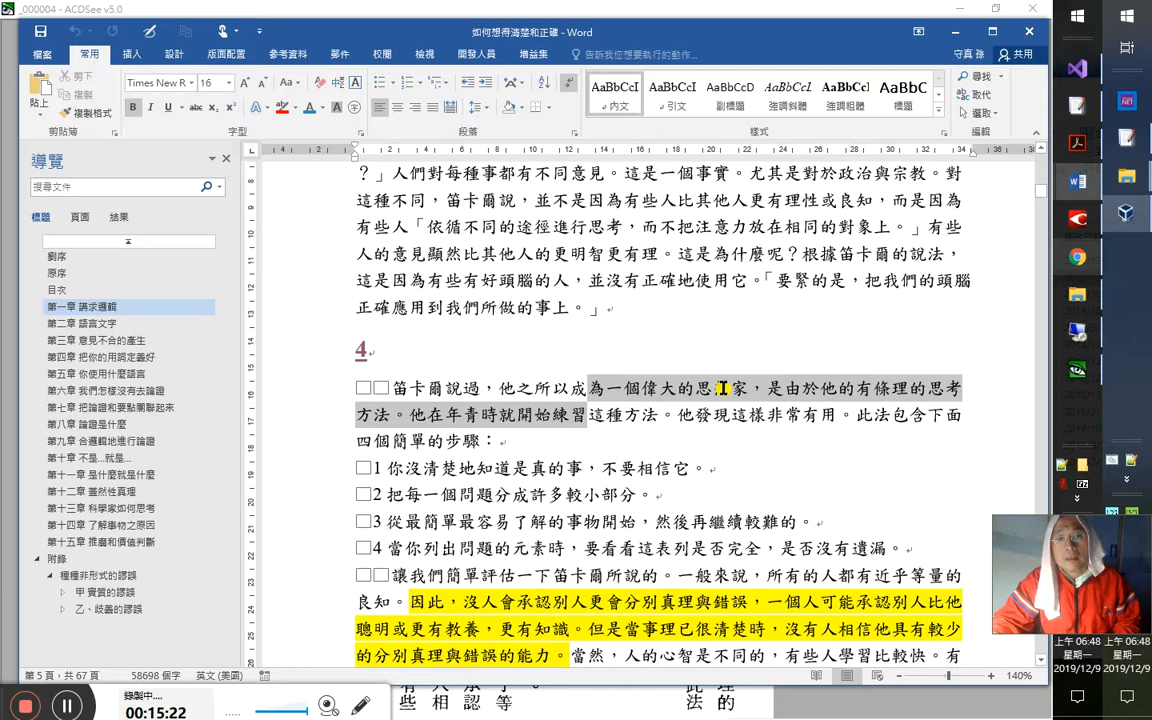 _000004 - ACDSee v5.0
如何想得清楚和正確 - Word
檔案 常用 插入 設計 版面配置 參考資料 郵件 校閱 檢視 開發人員 增益集 告訴我您想要執行的動作... 守真 孫 共用
貼上 剪下 複製 複製格式
Times New R 16
AaBbCcI AaBbCcI AaBbCcD AaBbCcL AaBbCc AaBbC
內文 引文 副標題 強調斜體 強調粗體 標題
尋找 取代 選取
剪貼簿 字型 段落 樣式 編輯
導覽
搜尋文件
標題 頁面 結果
劉序
原序
目次
第一章 講求邏輯
第二章 語言文字
第三章 意見不合的產生
第四章 把你的用詞定義好
第五章 你使用什麼語言
第六章 我們怎樣沒有去論證
第七章 把論證和要說明分開來
第八章 論證是什麼
第九章 合邏輯地進行論證
第十章 不是...就是...
第十一章 是什麼就是什麼
第十二章 蓋然性真理
第十三章 科學家如何思考
第十四章 了解事物之原因
第十五章 推廣和價值判斷
附錄
種種非形式的謬誤
甲 實質的謬誤
乙、歧義的謬誤
？」人們對每種事都有不同意見。這是一個事實。尤其是對於政治與宗教。對
這種不同，笛卡爾說，並不是因為有些人比其他人更有理性或良知，而是因為
有些人「依循不同的途徑進行思考，而不把注意力放在相同的對象上。」有些
人的意見顯然比其他人的更明智更有理。這是為什麼呢？根據笛卡爾的說法，
這是因為有些有好頭腦的人，並沒有正確地使用它。「要緊的是，把我們的頭腦
正確應用到我們所做的事上。」
4
□□笛卡爾說過，他之所以成為一個偉大的思想家，是由於他的有條理的思考
方法。他在年青時就開始練習這種方法。他發現這樣非常有用。此法包含下面
四個簡單的步驟：
□1 你沒清楚地知道是真的事，不要相信它。
□2 把每一個問題分成許多較小部分。
□3 從最簡單最容易了解的事物開始，然後再繼續較難的。
□4 當你列出問題的元素時，要看看這表列是否完全，是否沒有遺漏。
□□讓我們簡單評估一下笛卡爾所說的。一般來說，所有的人都有近乎等量的
良知。因此，沒人會承認別人更會分別真理與錯誤，一個人可能承認別人比他
聰明或更有教養，更有知識。但是當事理已很清楚時，沒有人相信他具有較少
的分別真理與錯誤的能力。當然，人的心智是不同的，有些人學習比較快。有
第 5 頁，共 67 頁 58698 個字 英文 (美國) 140%
錄製中....
00:15:22
些 相 認 等
此 理
法 的
上午 06:48
星期一
2019/12/9
上午 06:48
星期一
2019/12/9